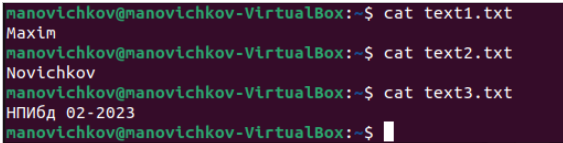 manovichkov@manovichkov-VirtualBox:~$ cat text1.txt
Maxim
manovichkov@manovichkov-VirtualBox:~$ cat text2.txt
Novichkov
manovichkov@manovichkov-VirtualBox:~$ cat text3.txt
НПИбд 02-2023
manovichkov@manovichkov-VirtualBox:~$